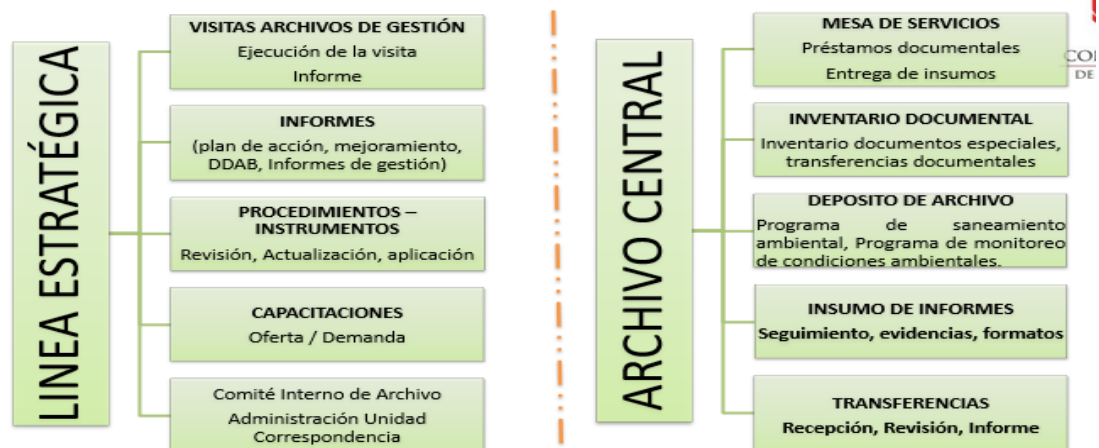 LINEA ESTRATÉGICA
VISITAS ARCHIVOS DE GESTIÓN
Ejecución de la visita
Informe
INFORMES
(plan de acción, mejoramiento,
DDAB, Informes de gestión)
PROCEDIMIENTOS –
INSTRUMENTOS
Revisión, Actualización, aplicación
CAPACITACIONES
Oferta / Demanda
Comité Interno de Archivo
Administración Unidad
Correspondencia
ARCHIVO CENTRAL
MESA DE SERVICIOS
Préstamos documentales
Entrega de insumos
INVENTARIO DOCUMENTAL
Inventario documentos especiales,
transferencias documentales
DEPOSITO DE ARCHIVO
Programa de saneamiento
ambiental, Programa de monitoreo
de condiciones ambientales.
INSUMO DE INFORMES
Seguimiento, evidencias, formatos
TRANSFERENCIAS
Recepción, Revisión, Informe
DE